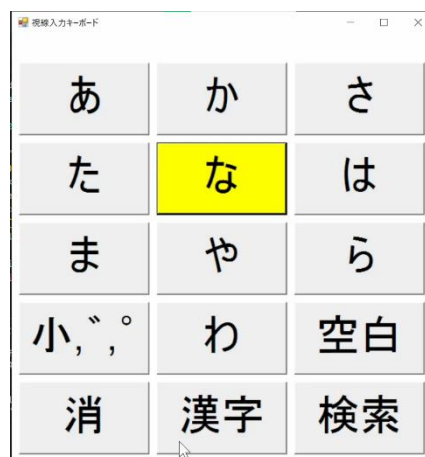 視線入力キーボード
あ か さ
た な は
ま や ら
小,゛,゜ わ 空白
消 漢字 検索